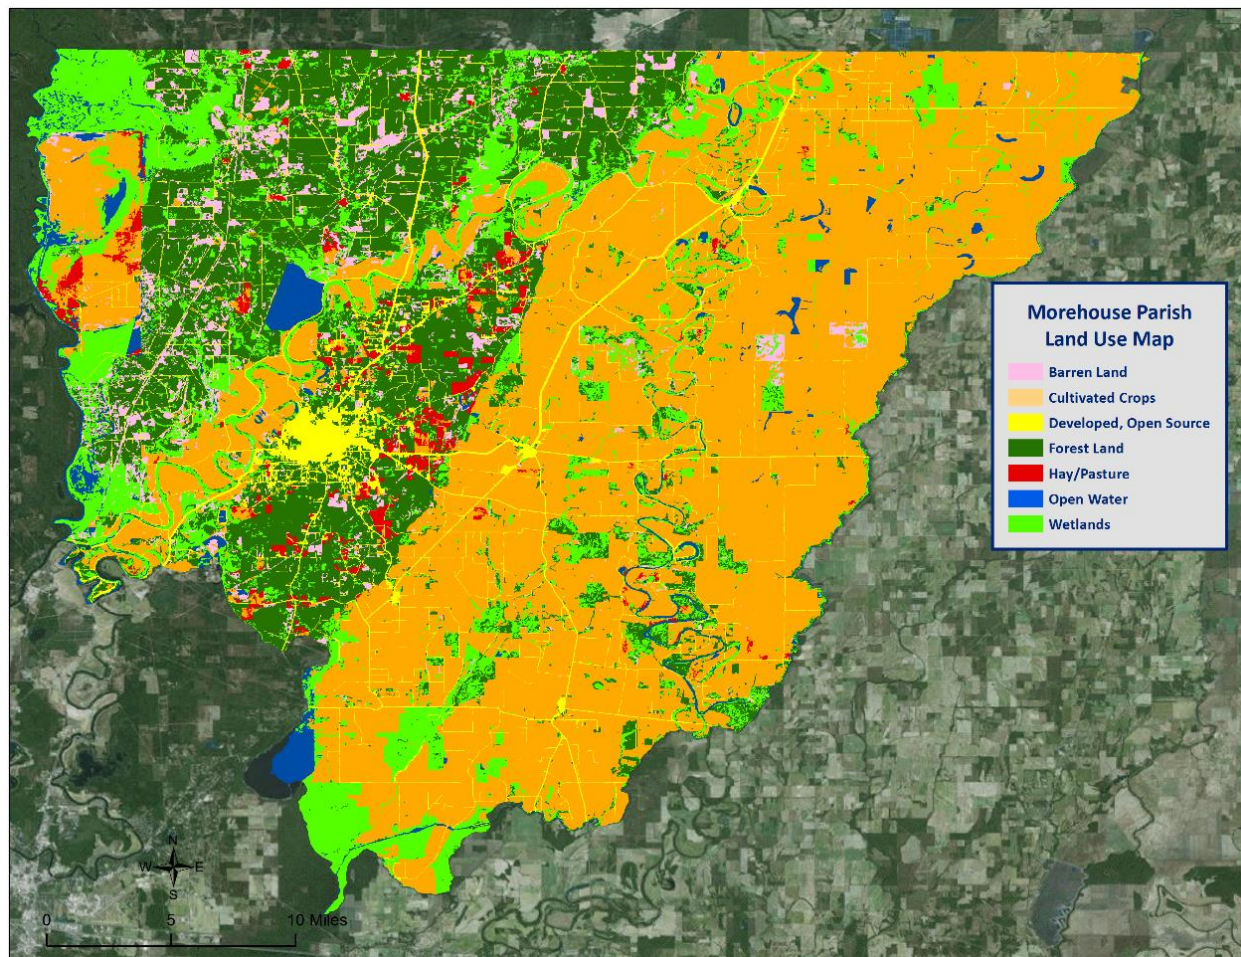 Morehouse Parish
Land Use Map
Barren Land
Cultivated Crops
Developed, Open Source
Forest Land
Hay/Pasture
Open Water
Wetlands
N
W E
S
0 5 10 Miles